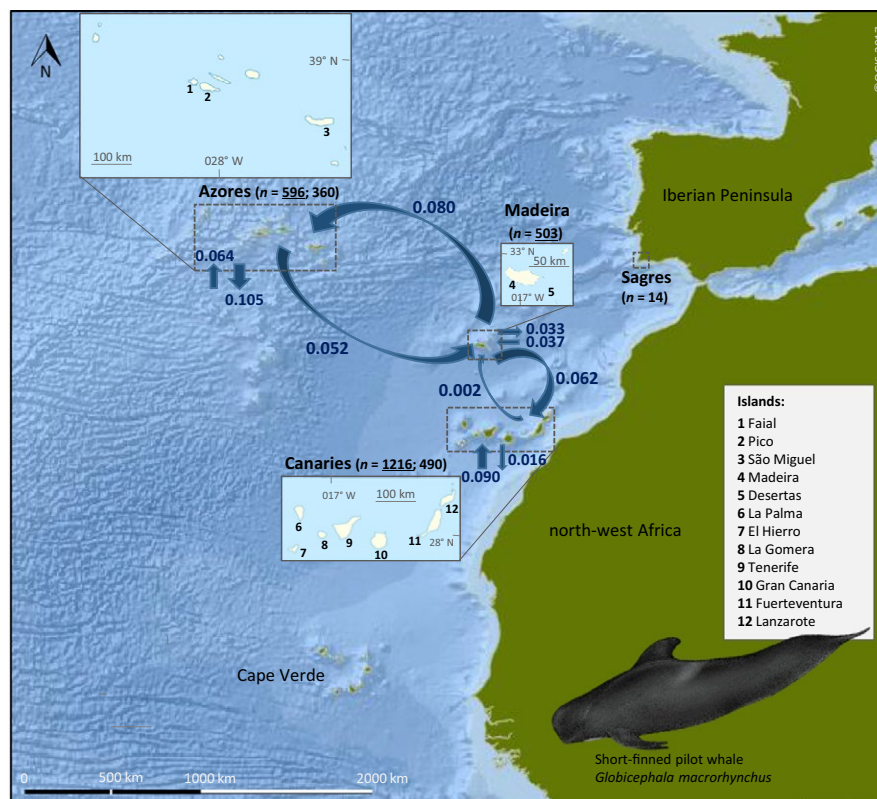 N
39° N
1
2
3
100 km
028° W
Azores (n = 596; 360)
0.080
Madeira
(n = 503)
33° N
50 km
4
5
017° W
Iberian Peninsula
Sagres
(n = 14)
0.064
0.105
0.052
0.033
0.037
0.002
0.062
0.016
0.090
Canaries (n = 1216; 490)
017° W
100 km
12
6
7
8
9
10
11
28° N
Islands:
1 Faial
2 Pico
3 São Miguel
4 Madeira
5 Desertas
6 La Palma
7 El Hierro
8 La Gomera
9 Tenerife
10 Gran Canaria
11 Fuerteventura
12 Lanzarote
north-west Africa
Cape Verde
Short-finned pilot whale
Globicephala macrorhynchus
0 500 km 1000 km 2000 km